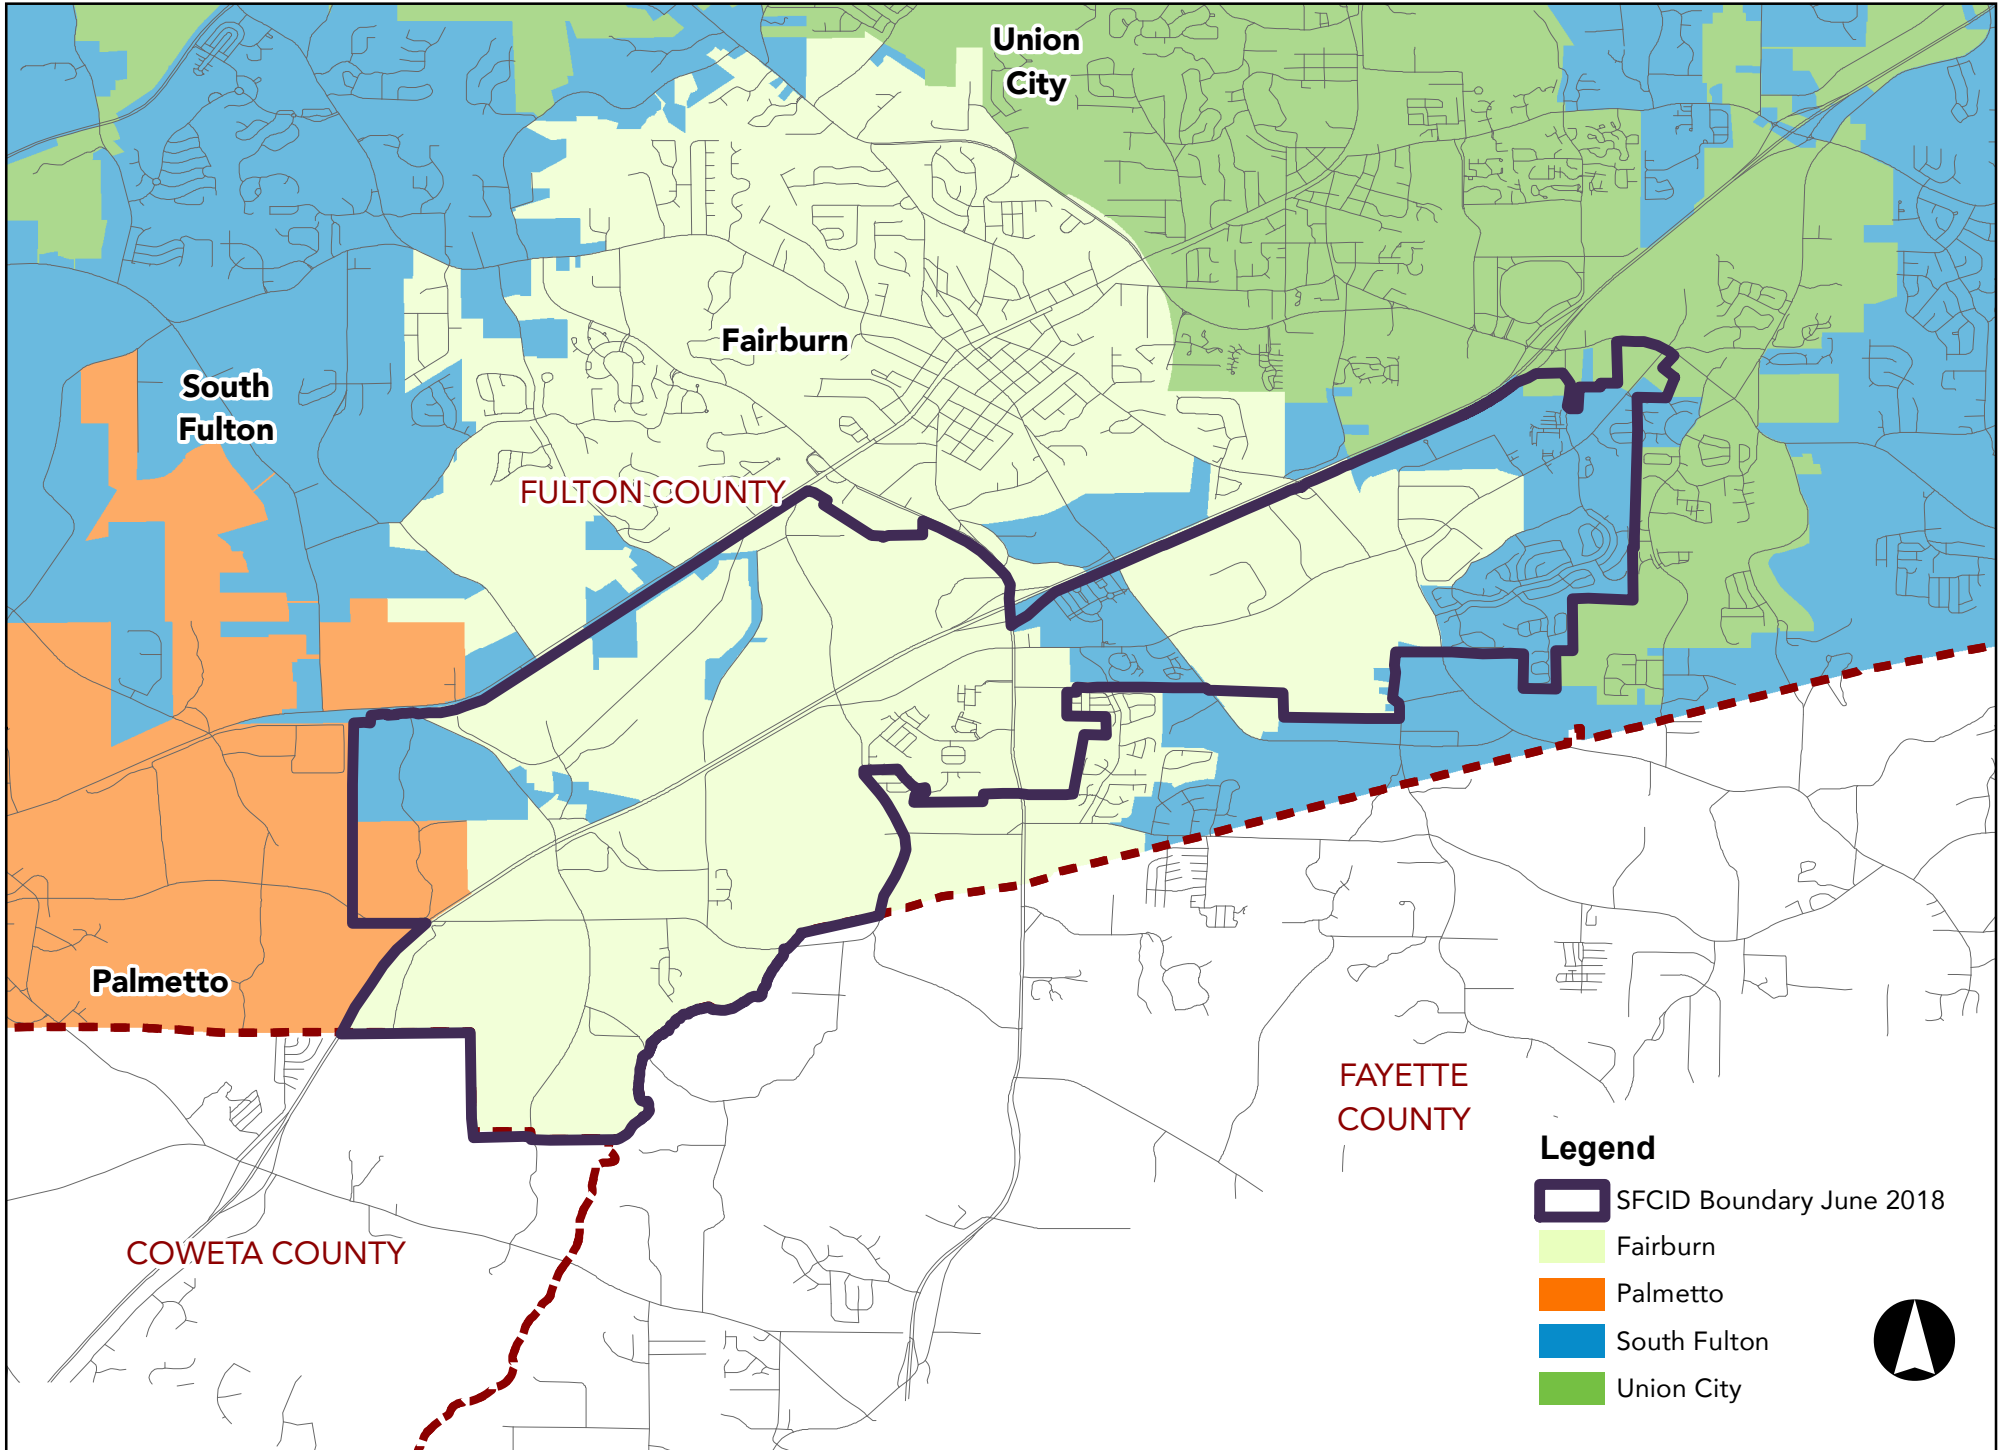 Union
City
Fairburn
South
Fulton
FULTON COUNTY
Palmetto
FAYETTE
COUNTY
COWETA COUNTY
Legend
SFCID Boundary June 2018
Fairburn
Palmetto
South Fulton
Union City